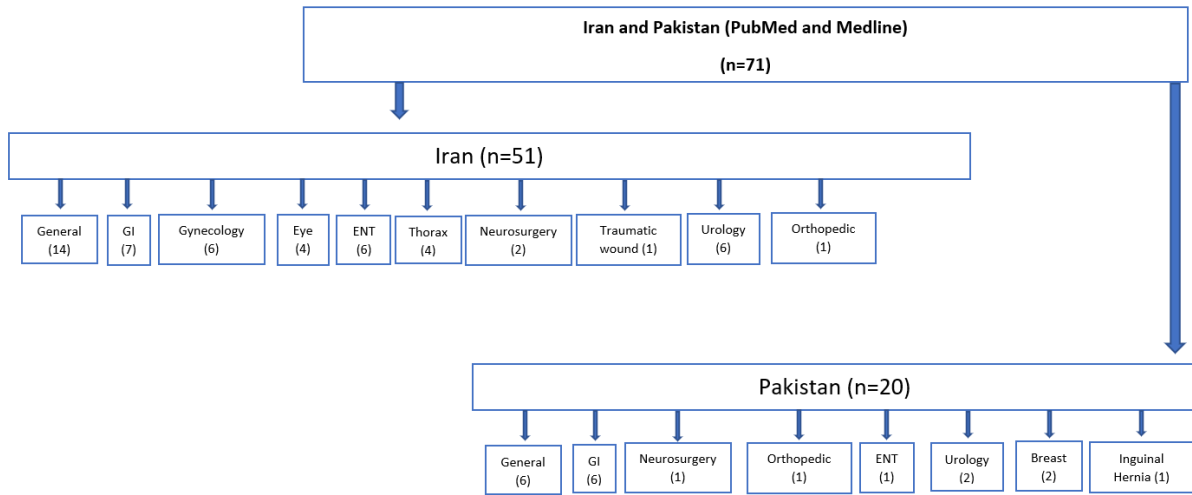 Iran and Pakistan (PubMed and Medline)
(n=71)
Iran (n=51)
General
(14)
GI
(7)
Gynecology
(6)
Eye
(4)
ENT
(6)
Thorax
(4)
Neurosurgery
(2)
Traumatic
wound (1)
Urology
(6)
Orthopedic
(1)
Pakistan (n=20)
General
(6)
GI
(6)
Neurosurgery
(1)
Orthopedic
(1)
ENT
(1)
Urology
(2)
Breast
(2)
Inguinal
Hernia (1)